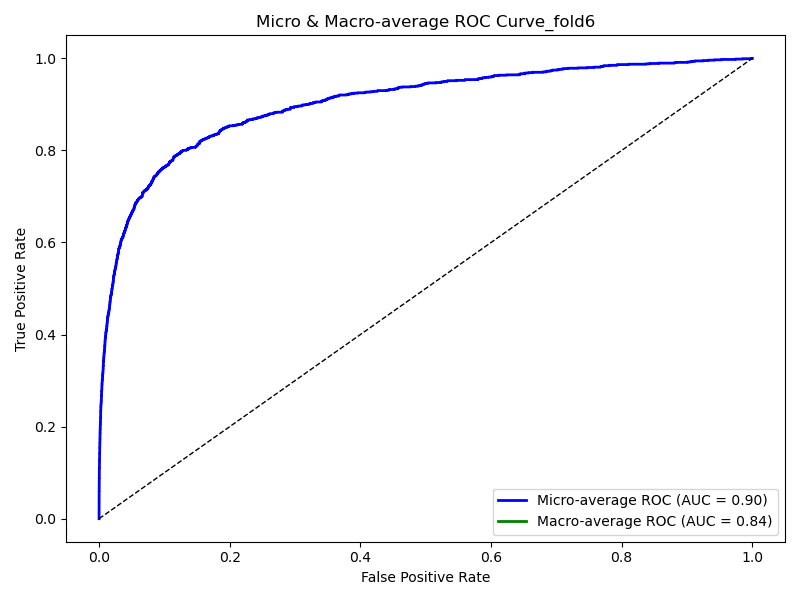 Micro & Macro-average ROC Curve_fold6
True Positive Rate
1.0
0.8
0.6
0.4
0.2
0.0
0.0 0.2 0.4 0.6 0.8 1.0
False Positive Rate
Micro-average ROC (AUC = 0.90)
Macro-average ROC (AUC = 0.84)